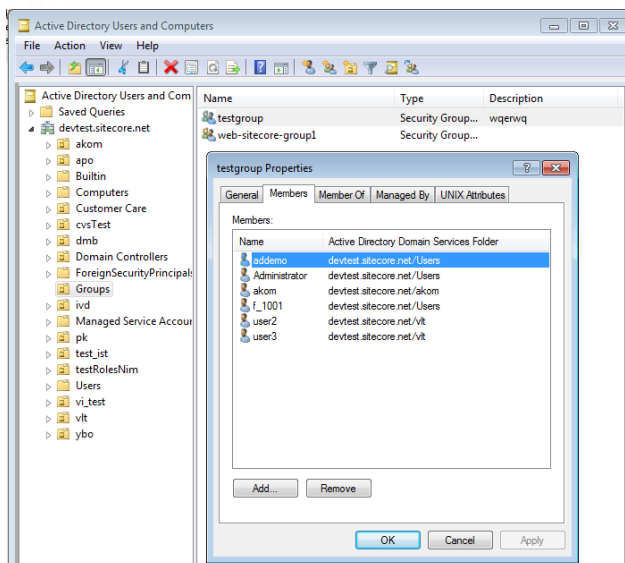 Active Directory Users and Computers
File Action View Help
Active Directory Users and Com
Saved Queries
devtest.sitecore.net
akom
apo
Builtin
Computers
Customer Care
cvsTest
dmb
Domain Controllers
ForeignSecurityPrincipals
Groups
ivd
Managed Service Accour
pk
test_ist
testRolesNim
Users
vi_test
vlt
ybo
Name Type Description
testgroup Security Group... wqerwq
web-sitecore-group1 Security Group...
testgroup Properties
General Members Member Of Managed By UNIX Attributes
Members:
Name Active Directory Domain Services Folder
addemo devtest.sitecore.net/Users
Administrator devtest.sitecore.net/Users
akom devtest.sitecore.net/akom
f_1001 devtest.sitecore.net/Users
user2 devtest.sitecore.net/vlt
user3 devtest.sitecore.net/vlt
Add... Remove
OK Cancel Apply